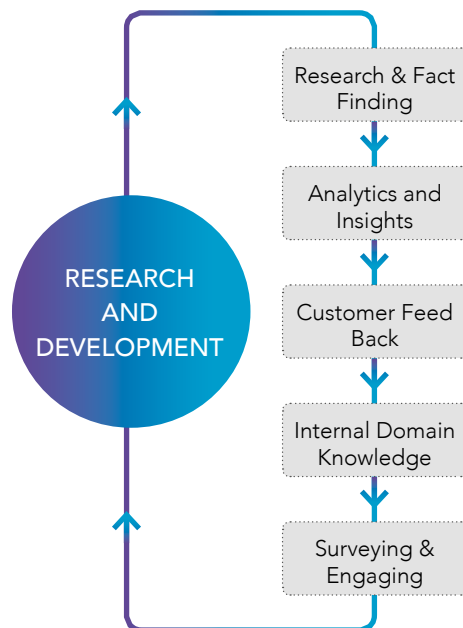 RESEARCH
AND
DEVELOPMENT
Research & Fact
Finding
Analytics and
Insights
Customer Feed
Back
Internal Domain
Knowledge
Surveying &
Engaging